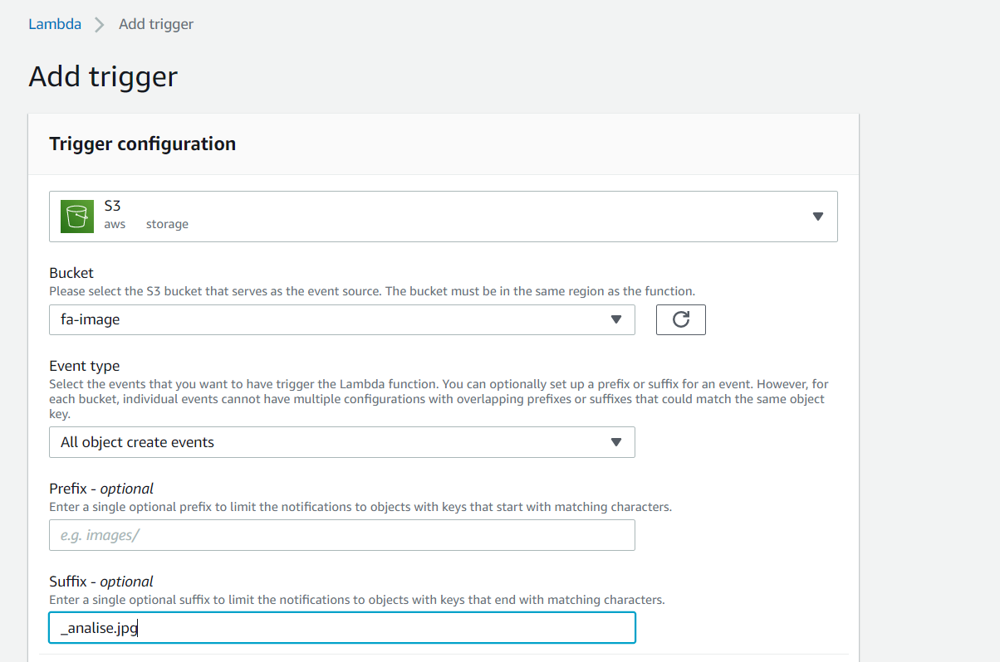 Lambda > Add trigger
Add trigger
Trigger configuration
S3
aws storage
Bucket
Please select the S3 bucket that serves as the event source. The bucket must be in the same region as the function.
fa-image
Event type
Select the events that you want to have trigger the Lambda function. You can optionally set up a prefix or suffix for an event. However, for
each bucket, individual events cannot have multiple configurations with overlapping prefixes or suffixes that could match the same object
key.
All object create events
Prefix - optional
Enter a single optional prefix to limit the notifications to objects with keys that start with matching characters.
e.g. images/
Suffix - optional
Enter a single optional suffix to limit the notifications to objects with keys that end with matching characters.
_analise.jpg